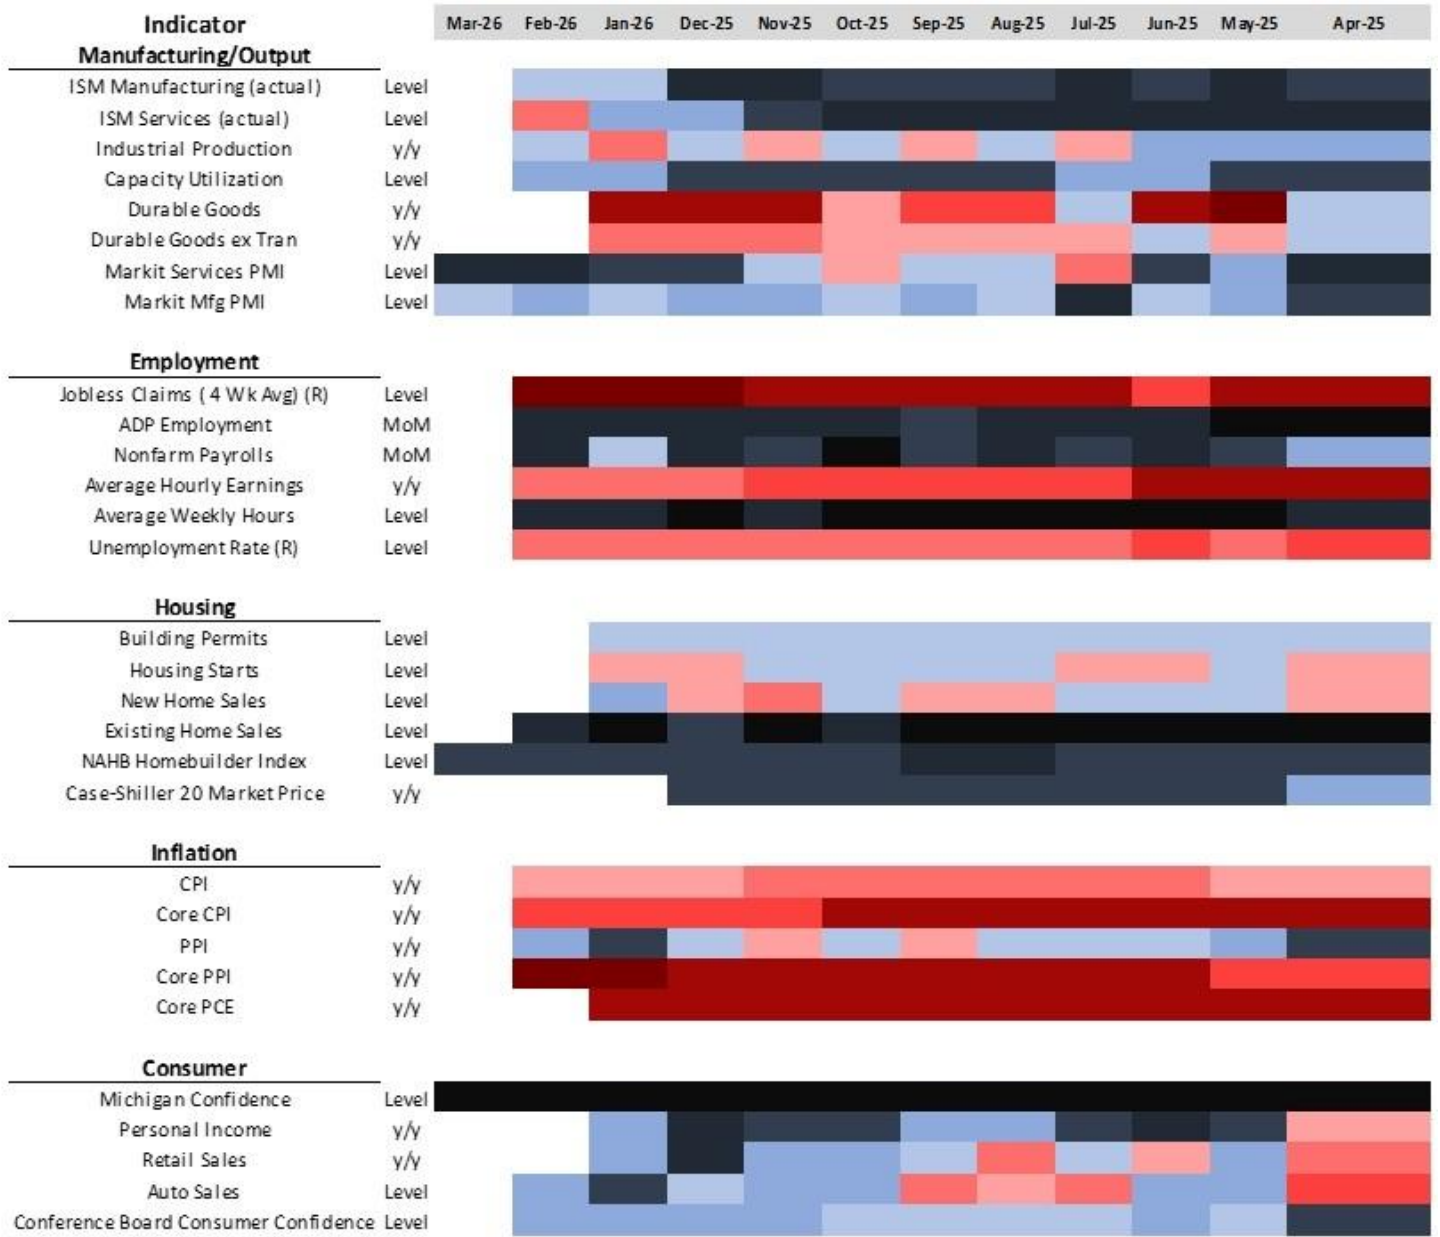 Indicator Mar-26 Feb-26 Jan-26 Dec-25 Nov-25 Oct-25 Sep-25 Aug-25 Jul-25 Jun-25 May-25 Apr-25
Manufacturing/Output
ISM Manufacturing (actual) Level
ISM Services (actual) Level
Industrial Production y/y
Capacity Utilization Level
Durable Goods y/y
Durable Goods ex Tran y/y
Markit Services PMI Level
Markit Mfg PMI Level
Employment
Jobless Claims ( 4 Wk Avg) (R) Level
ADP Employment MoM
Nonfarm Payrolls MoM
Average Hourly Earnings y/y
Average Weekly Hours Level
Unemployment Rate (R) Level
Housing
Building Permits Level
Housing Starts Level
New Home Sales Level
Existing Home Sales Level
NAHB Homebuilder Index Level
Case-Shiller 20 Market Price y/y
Inflation
CPI y/y
Core CPI y/y
PPI y/y
Core PPI y/y
Core PCE y/y
Consumer
Michigan Confidence Level
Personal Income y/y
Retail Sales y/y
Auto Sales Level
Conference Board Consumer Confidence Level